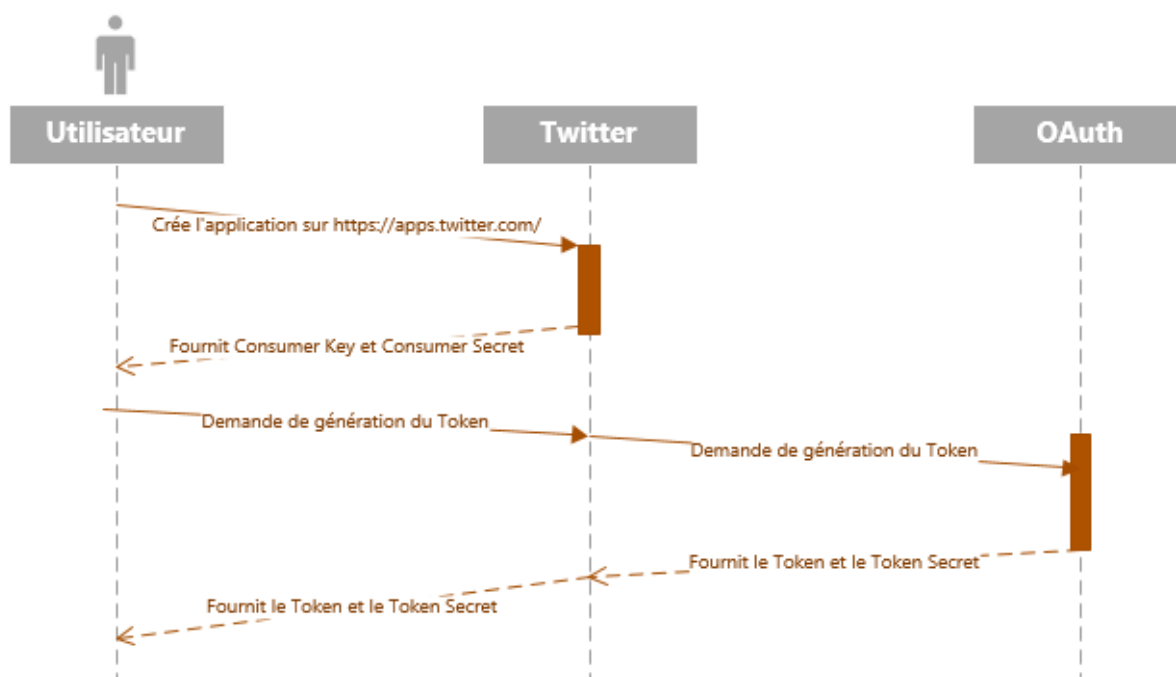 Utilisateur
Twitter
OAuth
Crée l'application sur https://apps.twitter.com/
Fournit Consumer Key et Consumer Secret
Demande de génération du Token
Demande de génération du Token
Fournit le Token et le Token Secret
Fournit le Token et le Token Secret